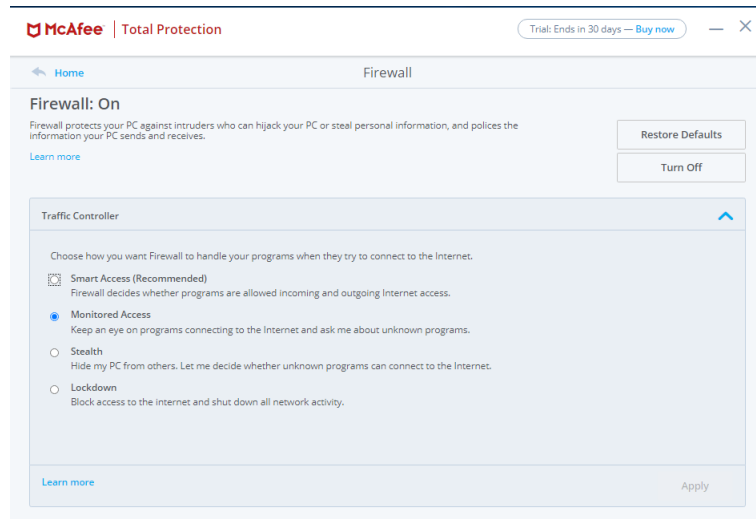 McAfee | Total Protection
Trial: Ends in 30 days — Buy now
Home
Firewall
Firewall: On
Firewall protects your PC against intruders who can hijack your PC or steal personal information, and polices the
information your PC sends and receives.
Learn more
Restore Defaults
Turn Off
Traffic Controller
Choose how you want Firewall to handle your programs when they try to connect to the Internet.
Smart Access (Recommended)
Firewall decides whether programs are allowed incoming and outgoing Internet access.
Monitored Access
Keep an eye on programs connecting to the Internet and ask me about unknown programs.
Stealth
Hide my PC from others. Let me decide whether unknown programs can connect to the Internet.
Lockdown
Block access to the internet and shut down all network activity.
Learn more
Apply